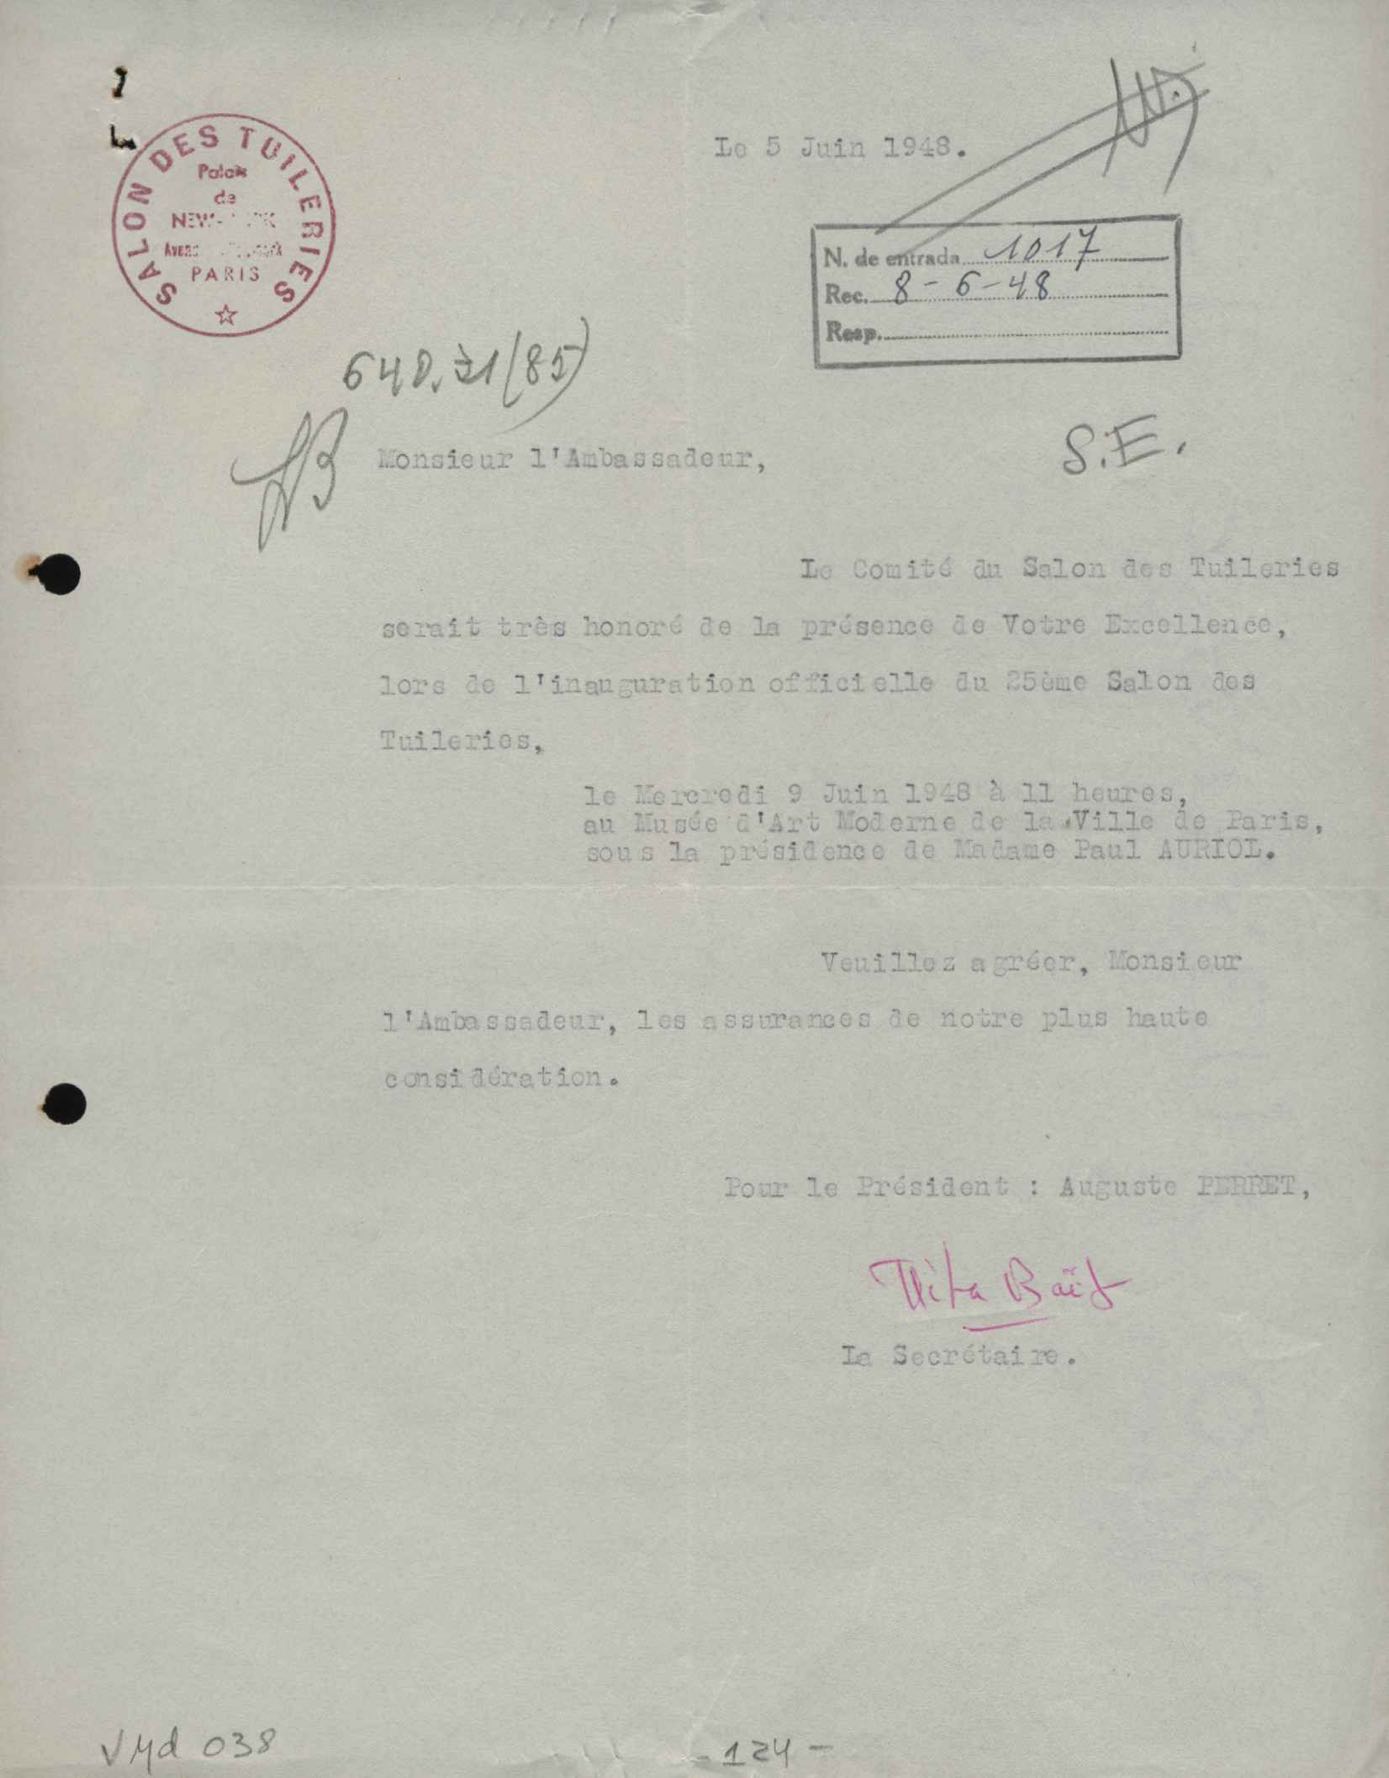 SALON DES TUILERIES
Palais
de
NEW-
PARIS
Le 5 Juin 1948.
N. de entrada 1017
Rec. 8-6-48
Resp.
640.21(85)
Monsieur l'Ambassadeur,
S.E.
Le Comité du Salon des Tuileries
serait très honoré de la présence de Votre Excellence,
lors de l'inauguration officielle du 25ème Salon des
Tuileries,
le Mercredi 9 Juin 1948 à 11 heures,
au Musée d'Art Moderne de la Ville de Paris,
sous la présidence de Madame Paul AURIOL.
Veuillez agréer, Monsieur
l'Ambassadeur, les assurances de notre plus haute
considération.
Pour le Président : Auguste PERRET,
La Secrétaire.
038
-124-